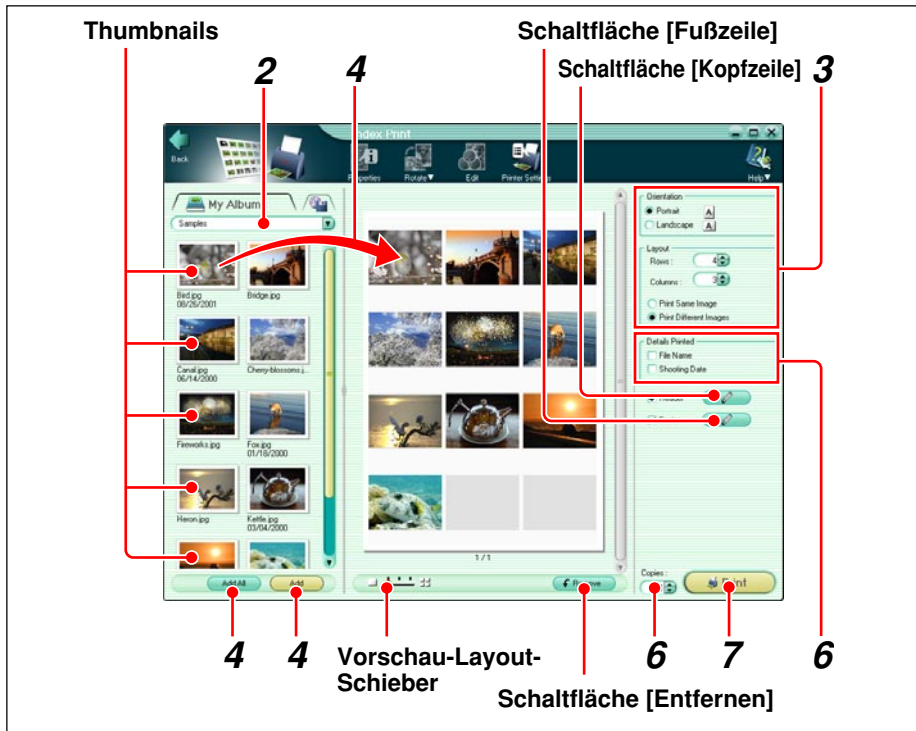 Thumbnails
Schaltfläche [Fußzeile]
Schaltfläche [Kopfzeile] 3
2 4
Index Print
Back
Properties Rotate▼ Edit Printer Settings Help▼
My Album
Samples
Bird.jpg
08/26/2001
Bridge.jpg
Canal.jpg
06/14/2000
Cherry-blossoms.j...
Fireworks.jpg
Fox.jpg
01/18/2000
Heron.jpg
Kettle.jpg
03/04/2000
Add All Add
1/1
Orientation
Portrait A
Landscape A
Layout
Rows : 4
Columns : 3
Print Same Image
Print Different Images
Details Printed
File Name
Shooting Date
Copies :
Print
4 4
Vorschau-Layout-
Schieber
Schaltfläche [Entfernen]
6 7 6